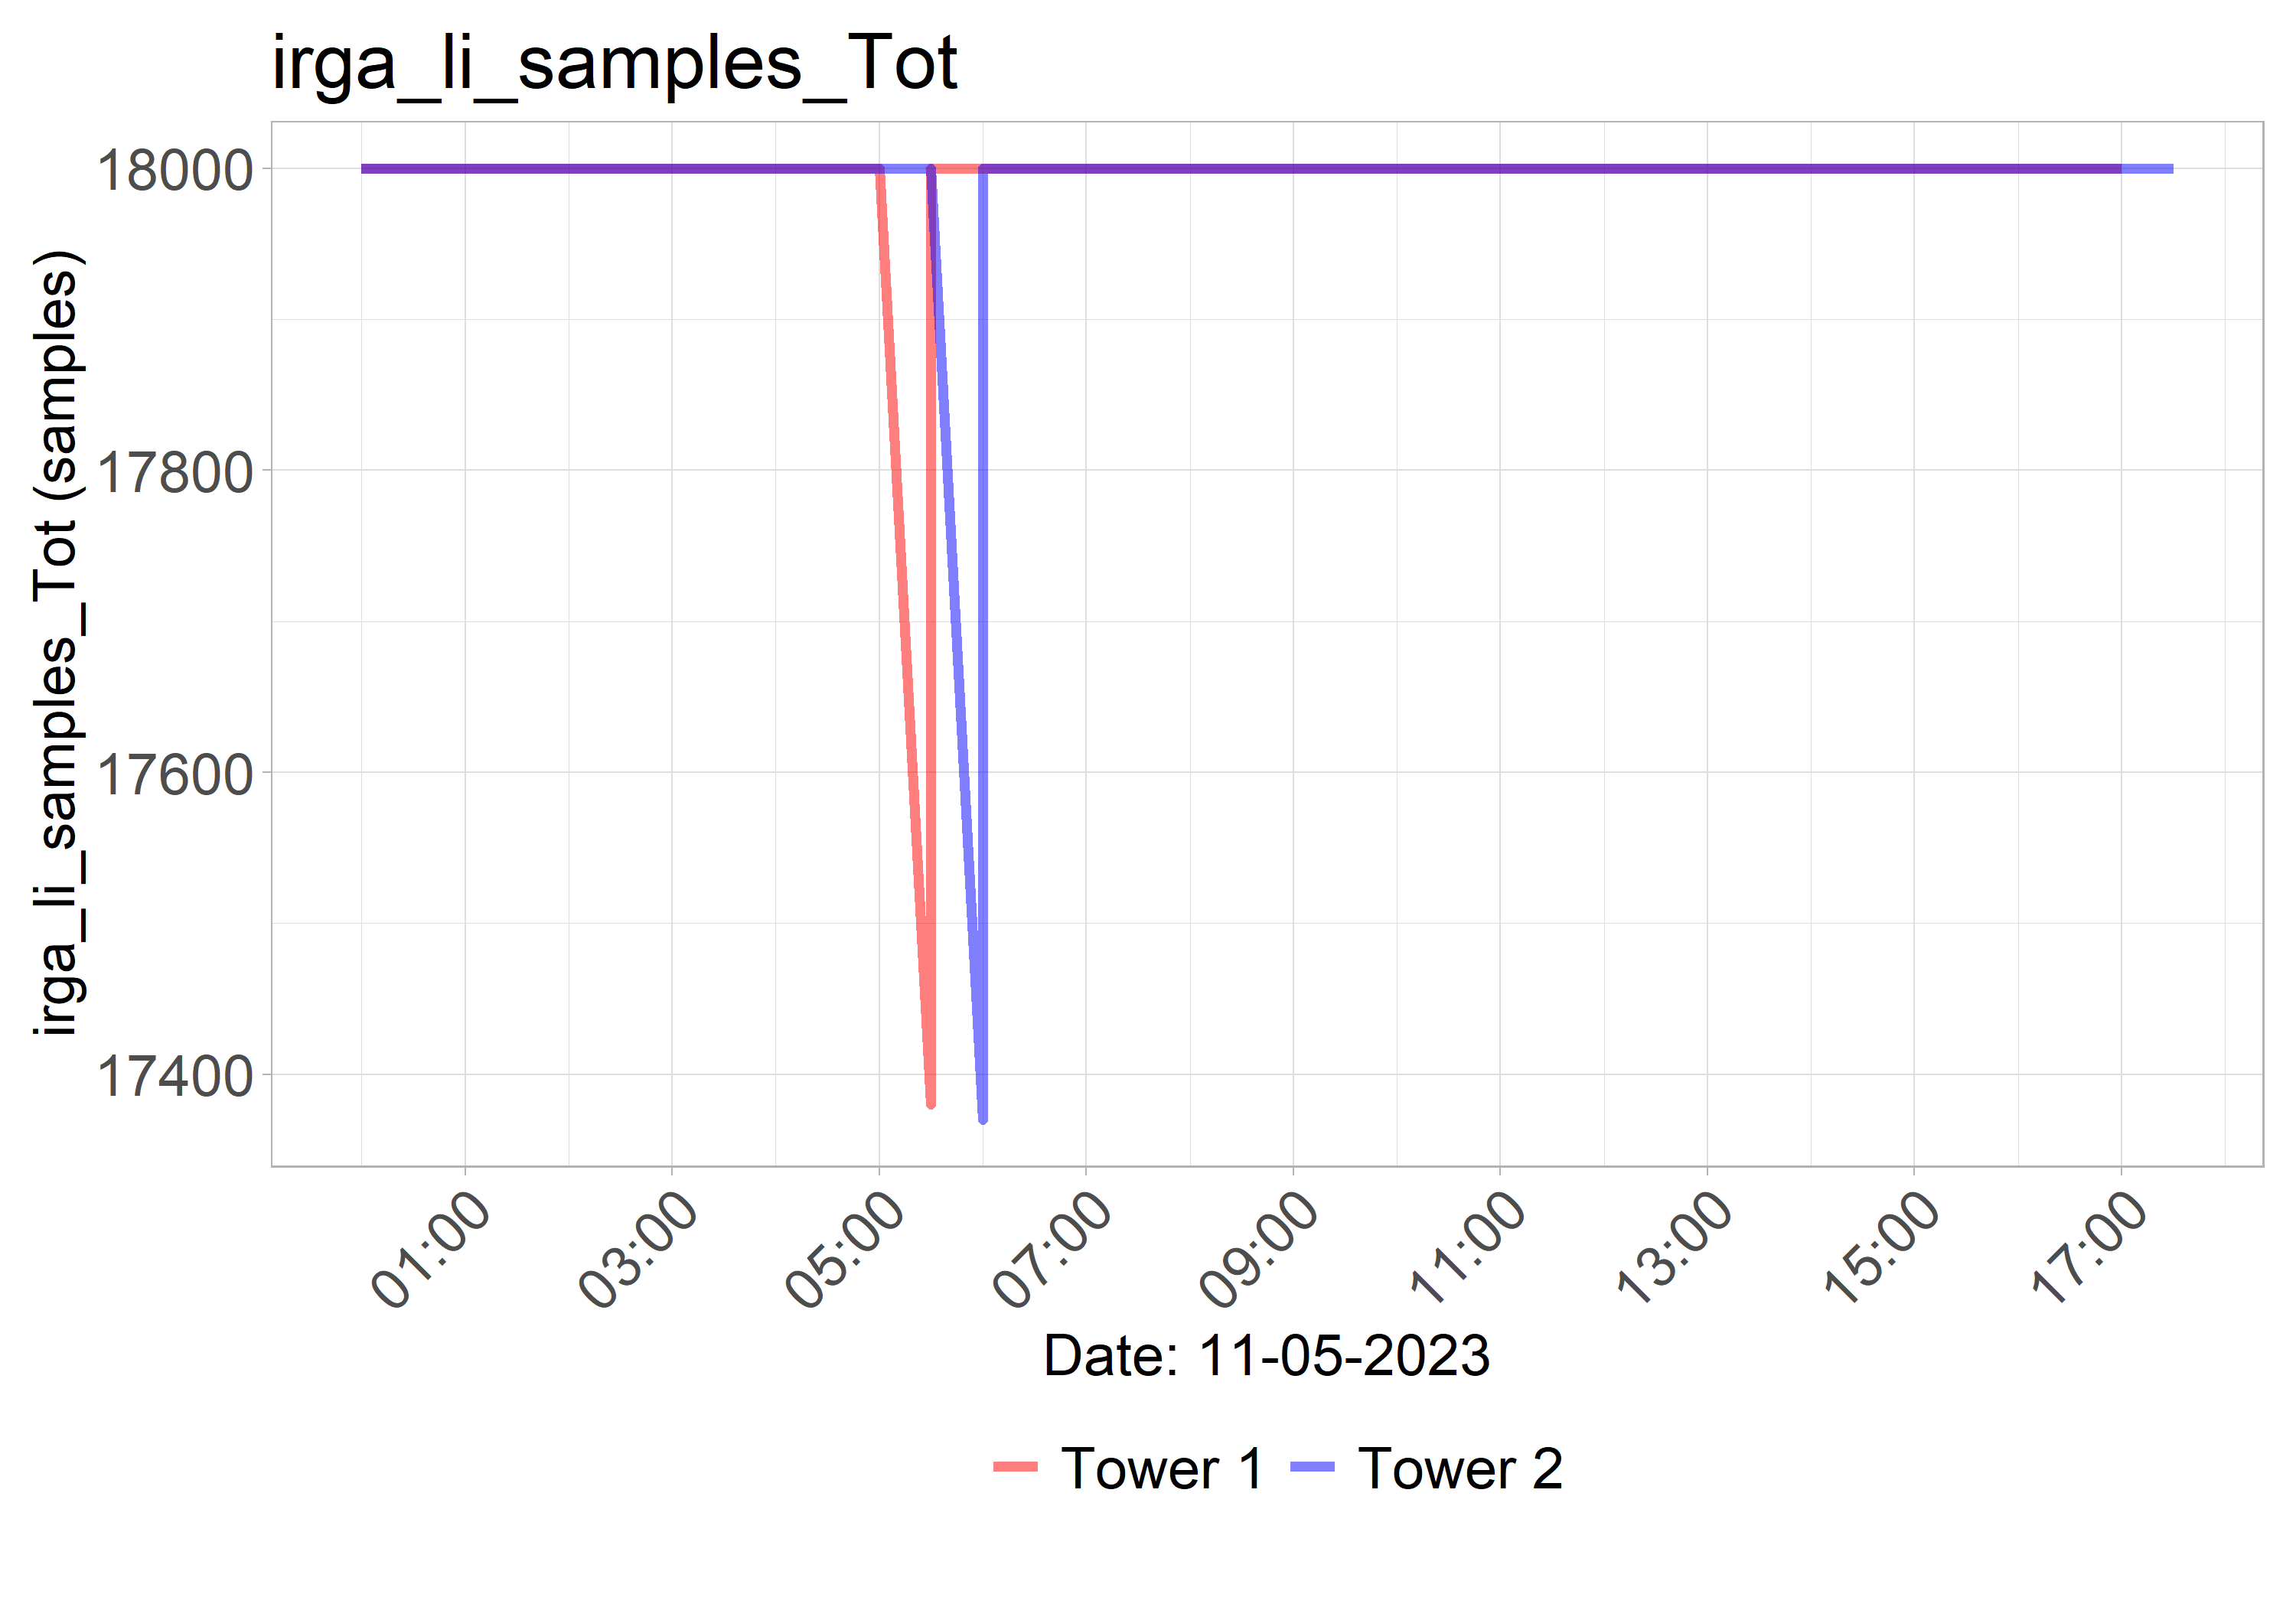 irga_li_samples_Tot
irga_li_samples_Tot (samples)
18000
17800
17600
17400
01:00
03:00
05:00
07:00
09:00
11:00
13:00
15:00
17:00
Date: 11-05-2023
Tower 1
Tower 2